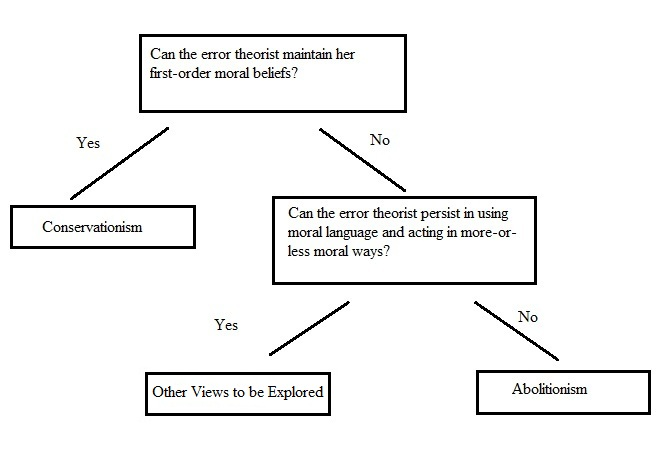 Can the error theorist maintain her
first-order moral beliefs?
Yes
No
Conservationism
Can the error theorist persist in using
moral language and acting in more-or-
less moral ways?
Yes
No
Other Views to be Explored
Abolitionism